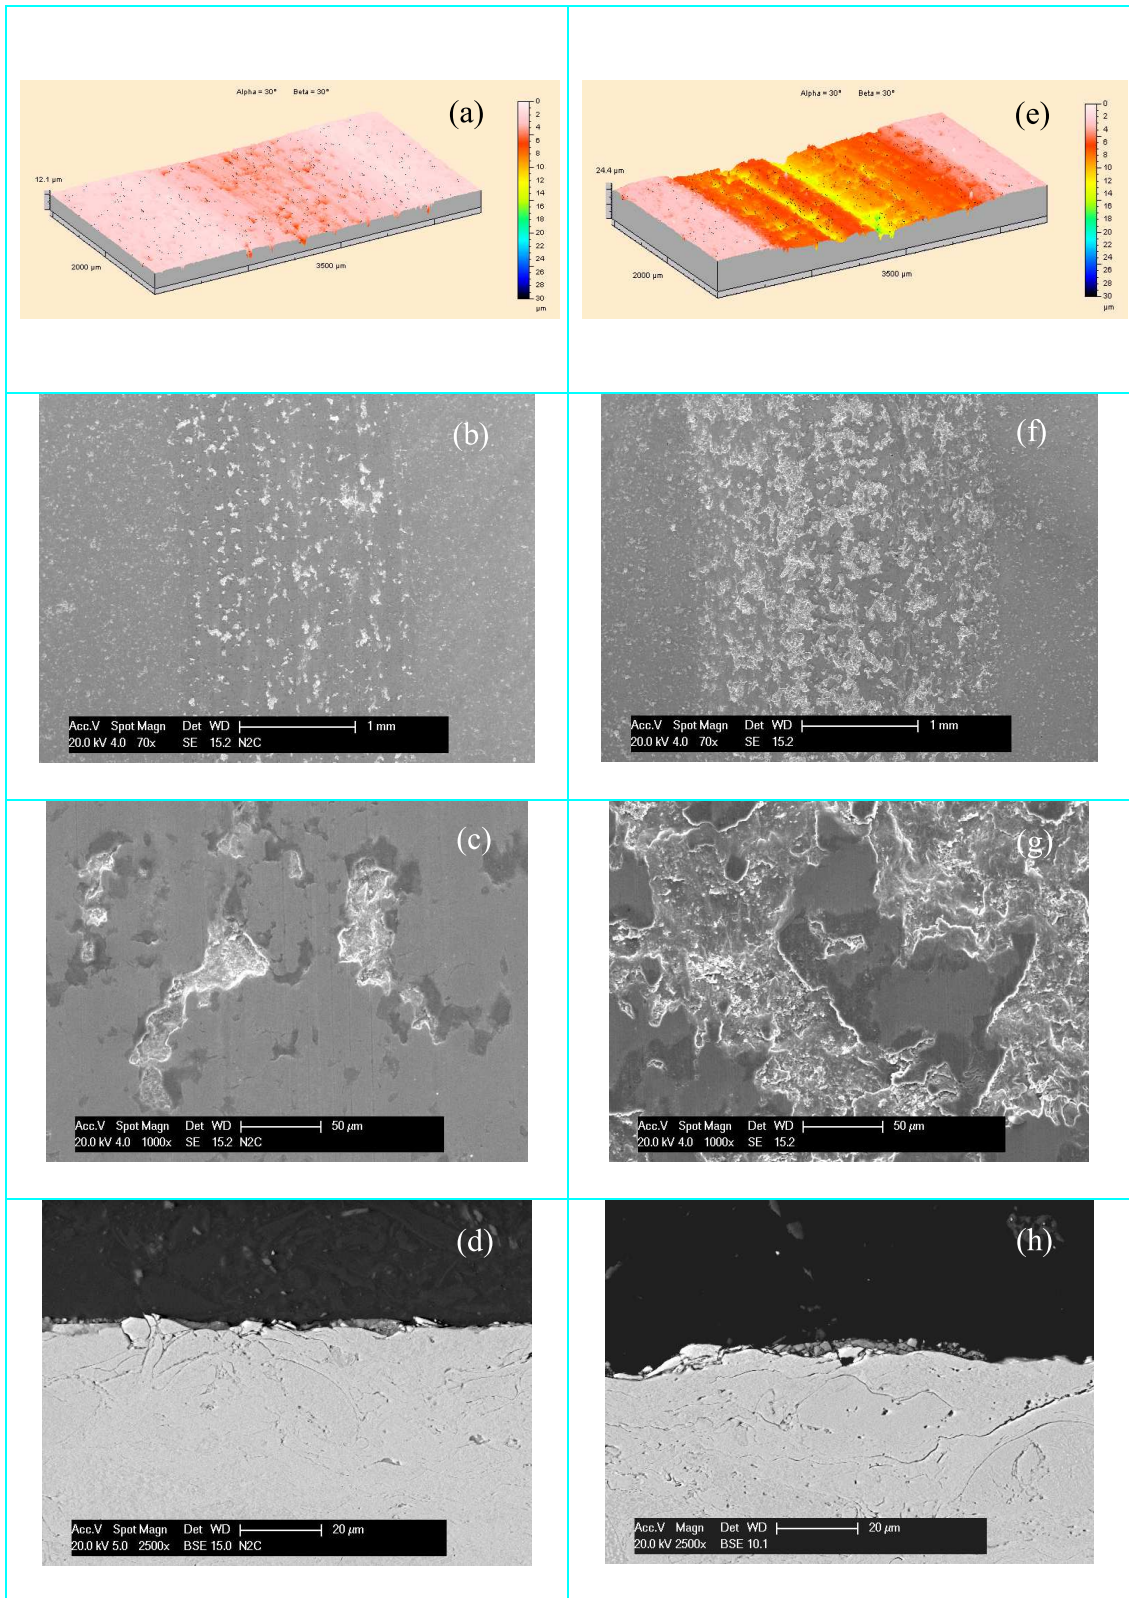 Alpha = 30° Beta = 30°
(a)
0
2
4
6
8
10
12
14
16
18
20
22
24
26
28
30
µm
12.1 µm
2000 µm
3500 µm
Alpha = 30° Beta = 30°
(e)
0
2
4
6
8
10
12
14
16
18
20
22
24
26
28
30
µm
24.4 µm
2000 µm
3500 µm
(b)
Acc.V Spot Magn Det WD 1 mm
20.0 kV 4.0 70x SE 15.2 N2C
(f)
Acc.V Spot Magn Det WD 1 mm
20.0 kV 4.0 70x SE 15.2
(c)
Acc.V Spot Magn Det WD 50 µm
20.0 kV 4.0 1000x SE 15.2 N2C
(g)
Acc.V Spot Magn Det WD 50 µm
20.0 kV 4.0 1000x SE 15.2
(d)
Acc.V Spot Magn Det WD 20 µm
20.0 kV 5.0 2500x BSE 15.0 N2C
(h)
Acc.V Magn Det WD 20 µm
20.0 kV 2500x BSE 10.1